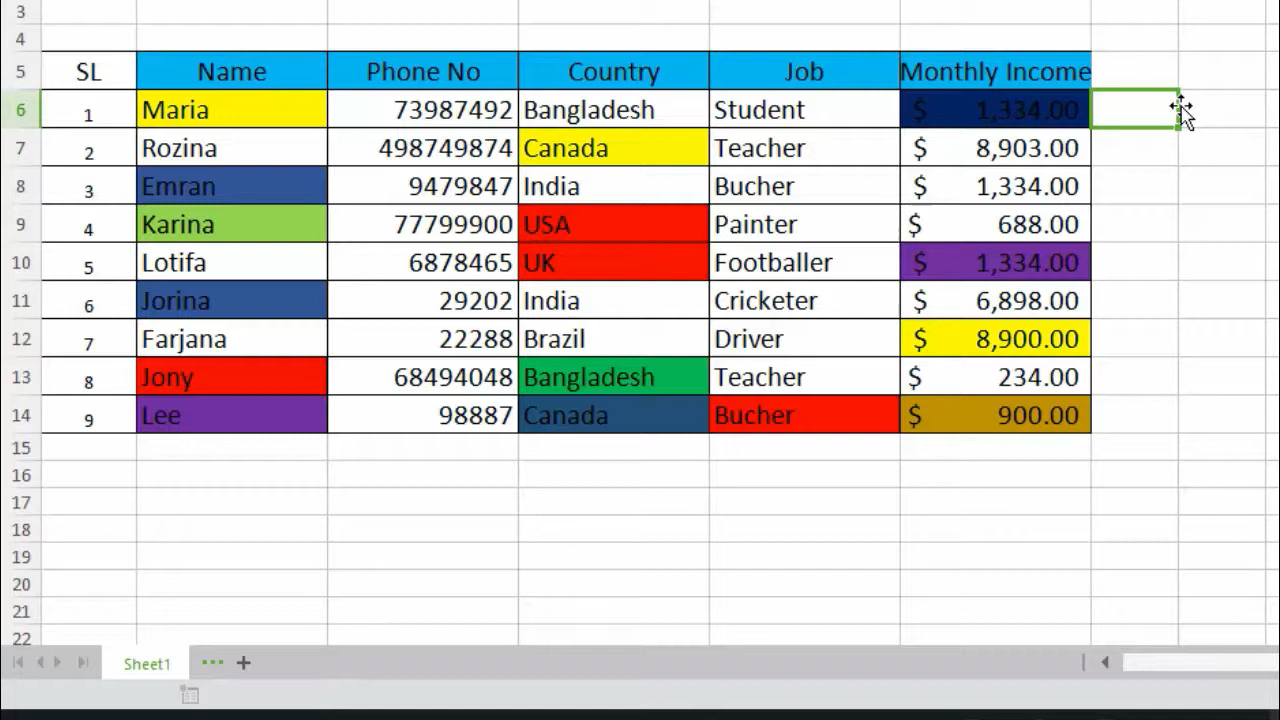 3
4
5 SL Name Phone No Country Job Monthly Income
6 1 Maria 73987492 Bangladesh Student $ 1,334.00
7 2 Rozina 498749874 Canada Teacher $ 8,903.00
8 3 Emran 9479847 India Bucher $ 1,334.00
9 4 Karina 77799900 USA Painter $ 688.00
10 5 Lotifa 6878465 UK Footballer $ 1,334.00
11 6 Jorina 29202 India Cricketer $ 6,898.00
12 7 Farjana 22288 Brazil Driver $ 8,900.00
13 8 Jony 68494048 Bangladesh Teacher $ 234.00
14 9 Lee 98887 Canada Bucher $ 900.00
15
16
17
18
19
20
21
22
Sheet1 ••• +